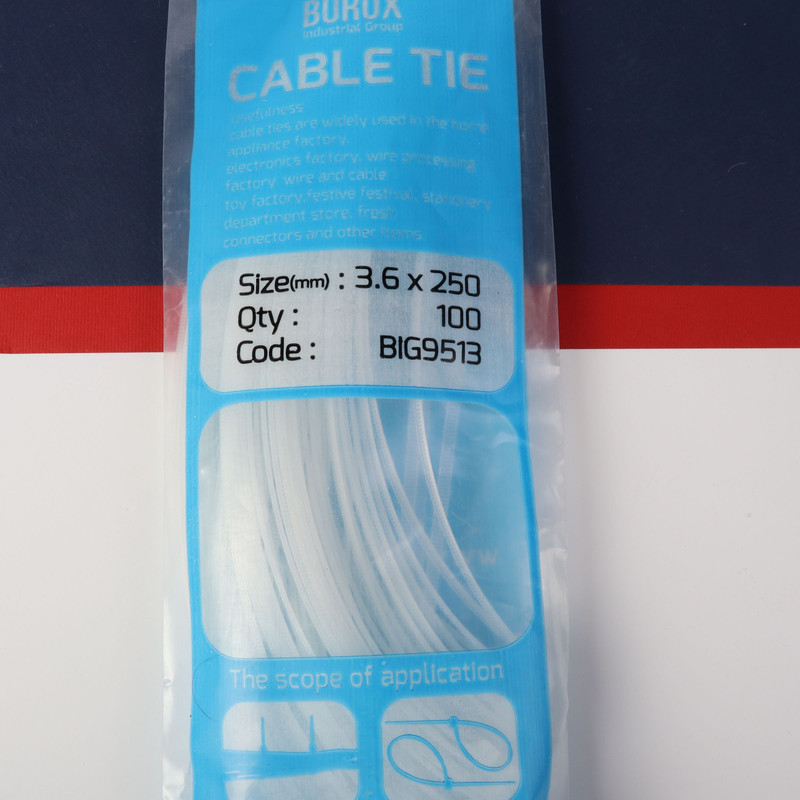 BOROX
Industrial Group
CABLE TIE
usefulness
cable ties are widely used in the home
appliance factory,
electronics factory, wire processing
factory wire and cable
toy factory,festive festival, stationery
department store, fresh
connectors and other items
Size(mm) : 3.6 x 250
Qty : 100
Code : BIG9513
The scope of application